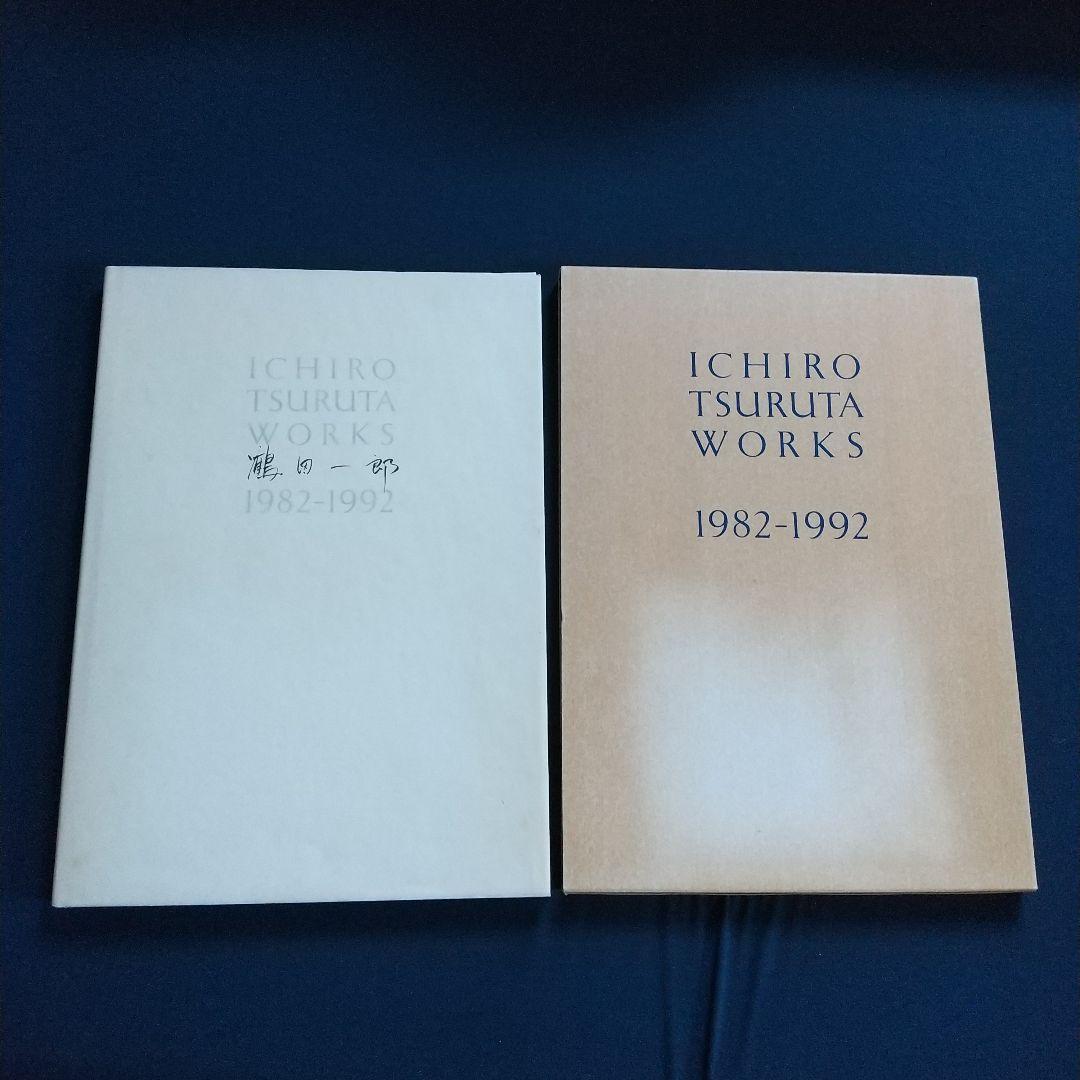 ICHIRO
TSURUTA
WORKS
鶴田一郎
1982-1992
ICHIRO
TSURUTA
WORKS
1982-1992